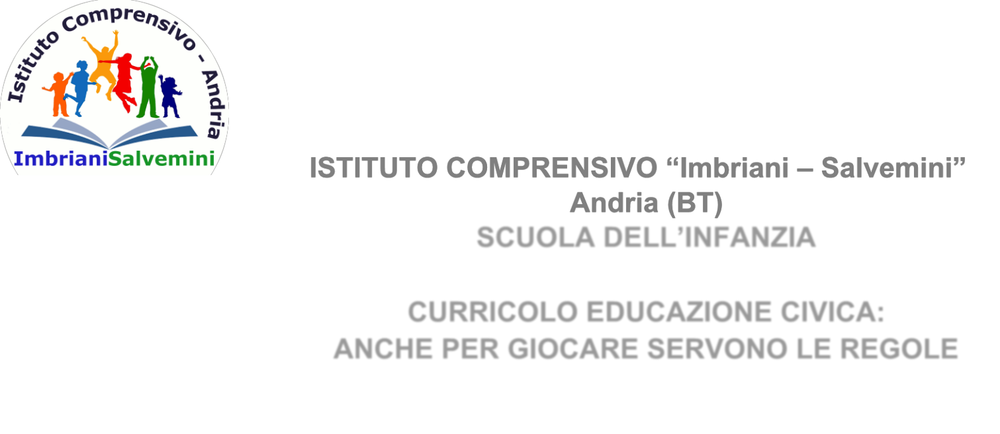 Istituto Comprensivo - Andria
ImbrianiSalvemini
ISTITUTO COMPRENSIVO “Imbriani – Salvemini”
Andria (BT)
SCUOLA DELL’INFANZIA
CURRICOLO EDUCAZIONE CIVICA:
ANCHE PER GIOCARE SERVONO LE REGOLE